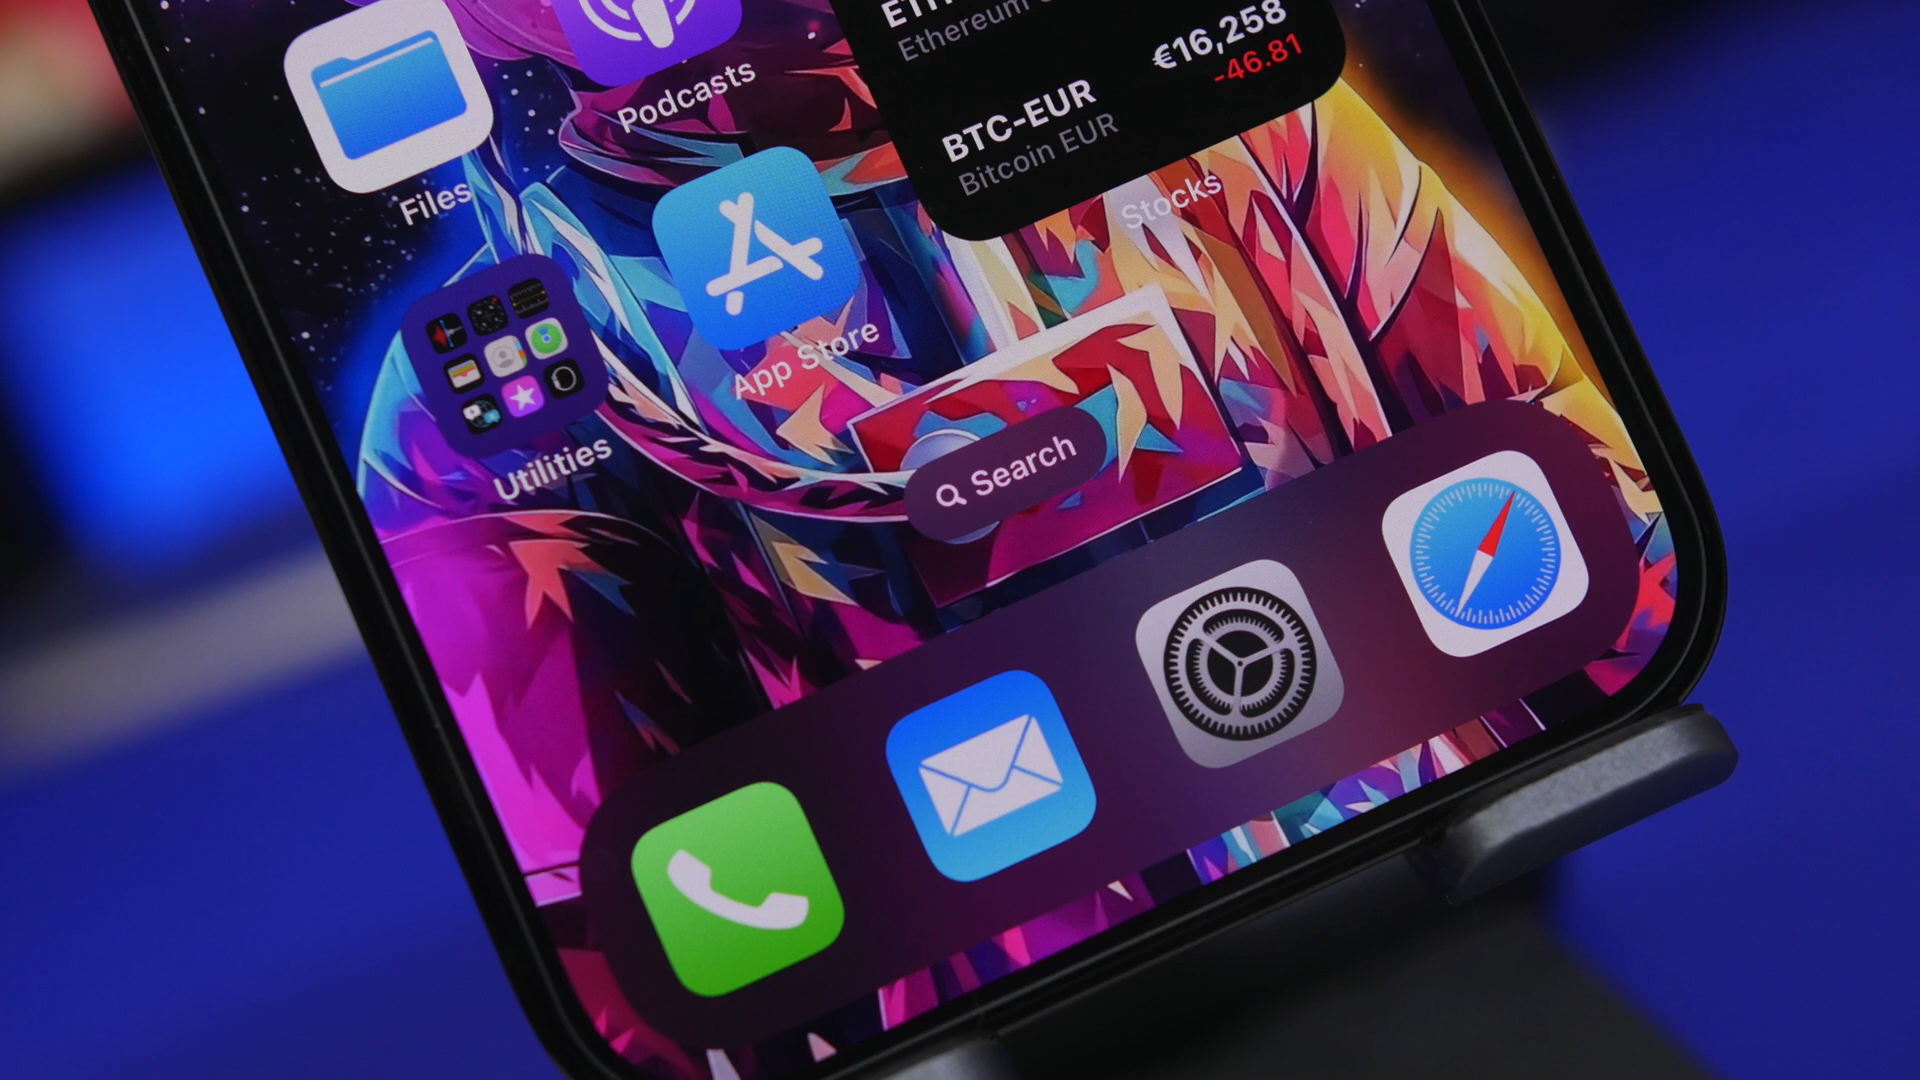 Files
Podcasts
Ethereum
€16,258
-46.81
BTC-EUR
Bitcoin EUR
Stocks
App Store
Utilities
Search